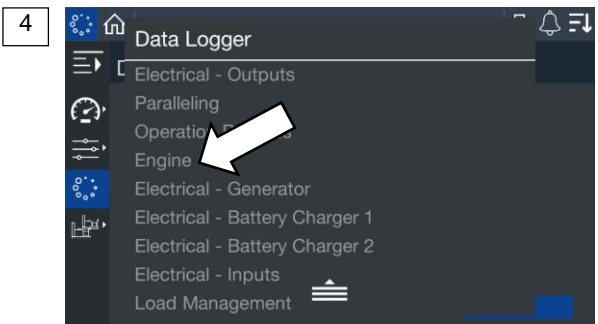 4
Data Logger
D
Electrical - Outputs
Paralleling
Engine
Electrical - Generator
Electrical - Battery Charger 1
Electrical - Battery Charger 2
Electrical - Inputs
Load Management